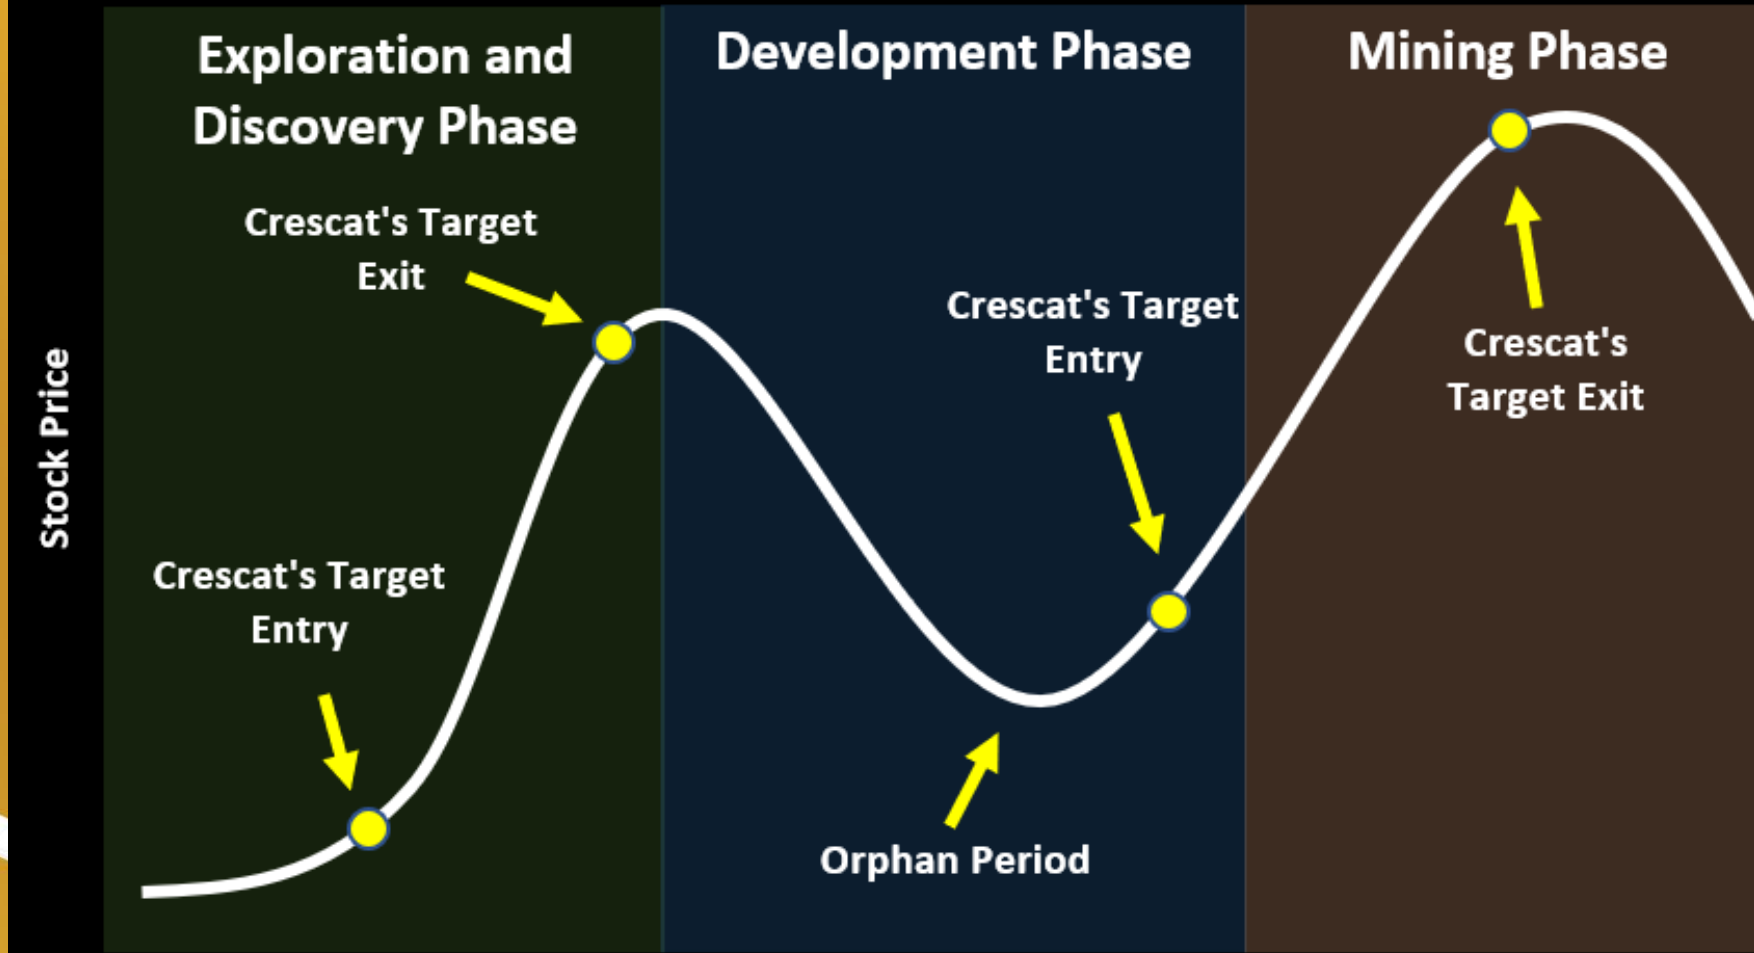 Exploration and
Discovery Phase
Development Phase
Mining Phase
Crescat's Target
Exit
Crescat's Target
Entry
Crescat's
Target Exit
Stock Price
Crescat's Target
Entry
Orphan Period